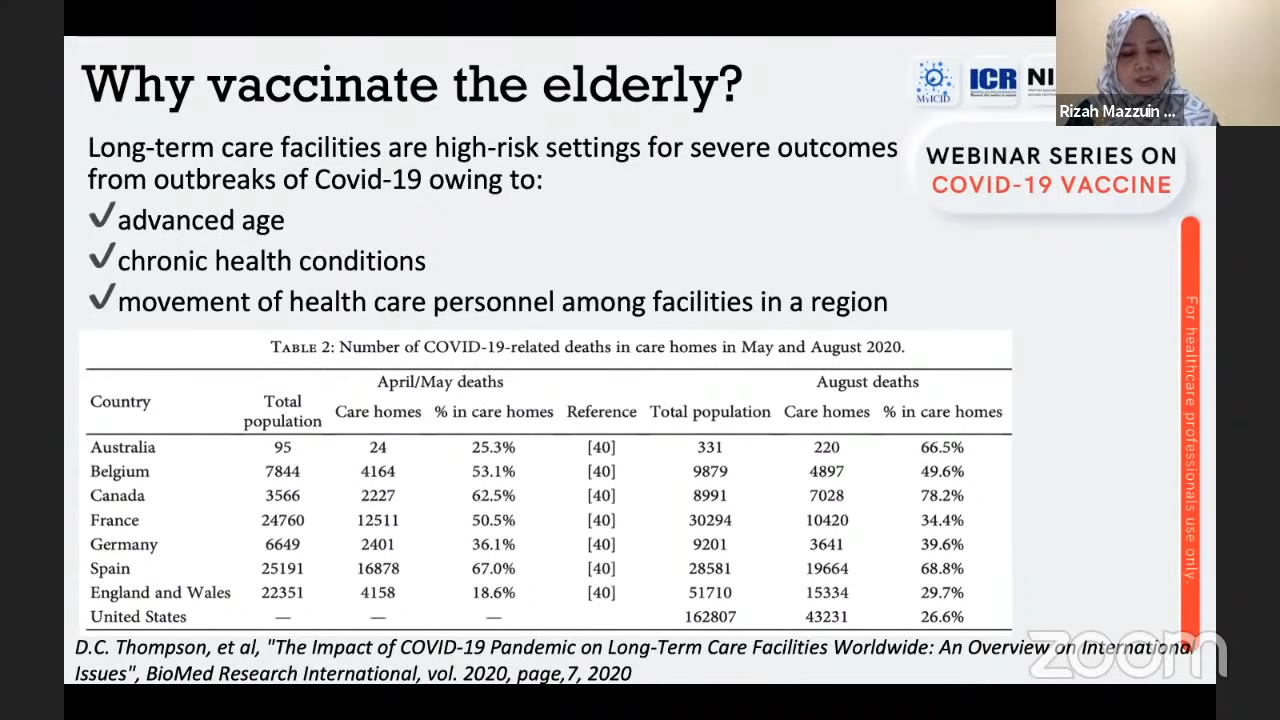 Why vaccinate the elderly?
MyICID
ICR
NI
Rizah Mazzuin ...
WEBINAR SERIES ON
COVID-19 VACCINE
Long-term care facilities are high-risk settings for severe outcomes
from outbreaks of Covid-19 owing to:
✓advanced age
✓chronic health conditions
✓movement of health care personnel among facilities in a region
TABLE 2: Number of COVID-19-related deaths in care homes in May and August 2020.
April/May deaths August deaths
Country Total population Care homes % in care homes Reference Total population Care homes % in care homes
Australia 95 24 25.3% [40] 331 220 66.5%
Belgium 7844 4164 53.1% [40] 9879 4897 49.6%
Canada 3566 2227 62.5% [40] 8991 7028 78.2%
France 24760 12511 50.5% [40] 30294 10420 34.4%
Germany 6649 2401 36.1% [40] 9201 3641 39.6%
Spain 25191 16878 67.0% [40] 28581 19664 68.8%
England and Wales 22351 4158 18.6% [40] 51710 15334 29.7%
United States — — — 162807 43231 26.6%
D.C. Thompson, et al, "The Impact of COVID-19 Pandemic on Long-Term Care Facilities Worldwide: An Overview on International
Issues", BioMed Research International, vol. 2020, page,7, 2020
For healthcare professionals use only.
zoom